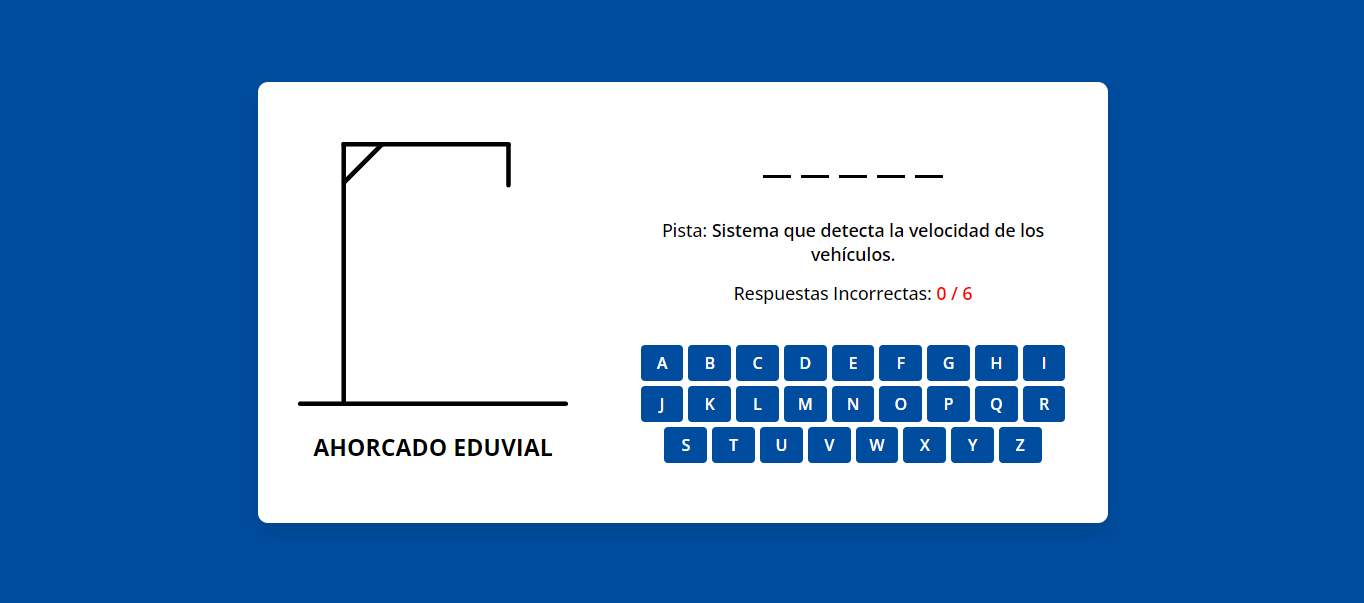 Pista: Sistema que detecta la velocidad de los
vehículos.
Respuestas Incorrectas: 0 / 6
A B C D E F G H I
J K L M N O P Q R
S T U V W X Y Z
AHORCADO EDUVIAL